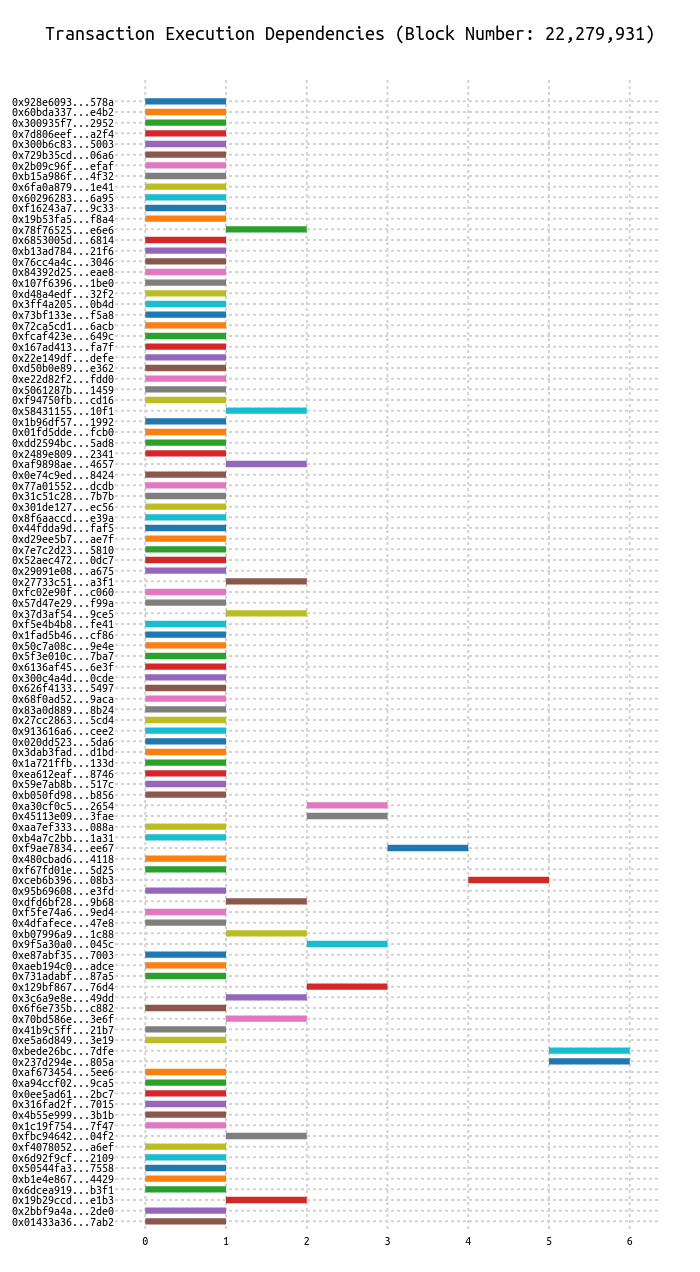 Transaction Execution Dependencies (Block Number: 22,279,931)
0x928e6093...578a
0x60bda337...e4b2
0x300935f7...2952
0x7d806eef...a2f4
0x300b6c83...5003
0x729b35cd...06a6
0x2b09c96f...efaf
0xb15a986f...4f32
0x6fa0a879...1e41
0x60296283...6a95
0xf16243a7...9c33
0x19b53fa5...f8a4
0x78f76525...e6e6
0x6853005d...6814
0xb13ad784...21f6
0x76cc4a4c...3046
0x84392d25...eae8
0x107f6396...1be0
0xd48a4edf...32f2
0x3ff4a205...0b4d
0x73bf133e...f5a8
0x72ca5cd1...6acb
0xfcaf423e...649c
0x167ad413...fa7f
0x22e149df...defe
0xd50b0e89...e362
0xe22d82f2...fdd0
0x5061287b...1459
0xf94750fb...cd16
0x58431155...10f1
0x1b96df57...1992
0x01fd5dde...fcb0
0xdd2594bc...5ad8
0x2489e809...2341
0xaf9898ae...4657
0x0e74c9ed...8424
0x77a01552...dcdb
0x31c51c28...7b7b
0x301de127...ec56
0x8f6aaccd...e39a
0x44fdda9d...faf5
0xd29ee5b7...ae7f
0x7e7c2d23...5810
0x52aec472...0dc7
0x29091e08...a675
0x27733c51...a3f1
0xfc02e90f...c060
0x57d47e29...f99a
0x37d3af54...9ce5
0xf5e4b4b8...fe41
0x1fad5b46...cf86
0x50c7a08c...9e4e
0x5f3e010c...7ba7
0x6136af45...6e3f
0x300c4a4d...0cde
0x626f4133...5497
0x68f0ad52...9aca
0x83a0d889...8b24
0x27cc2863...5cd4
0x913616a6...cee2
0x020dd523...5da6
0x3dab3fad...d1bd
0x1a721ffb...133d
0xea612eaf...8746
0x59e7ab8b...517c
0xb050fd98...b856
0xa30cf0c5...2654
0x45113e09...3fae
0xaa7ef333...088a
0xb4a7c2bb...1a31
0xf9ae7834...ee67
0x480cbad6...4118
0xf67fd01e...5d25
0xceb6b396...08b3
0x95b69608...e3fd
0xdfd6bf28...9b68
0xf5fe74a6...9ed4
0x4dfafece...47e8
0xb07996a9...1c88
0x9f5a30a0...045c
0xe87abf35...7003
0xaeb194c0...adce
0x731adabf...87a5
0x129bf867...76d4
0x3c6a9e8e...49dd
0x6f6e735b...c882
0x70bd586e...3e6f
0x41b9c5ff...21b7
0xe5a6d849...3e19
0xbede26bc...7dfe
0x237d294e...805a
0xaf673454...5ee6
0xa94ccf02...9ca5
0x0ee5ad61...2bc7
0x316fad2f...7015
0x4b55e999...3b1b
0x1c19f754...7f47
0xfbc94642...04f2
0xf4078052...a6ef
0x6d92f9cf...2109
0x50544fa3...7558
0xb1e4e867...4429
0x6dcea919...b3f1
0x19b29ccd...e1b3
0x2bbf9a4a...2de0
0x01433a36...7ab2
0 1 2 3 4 5 6